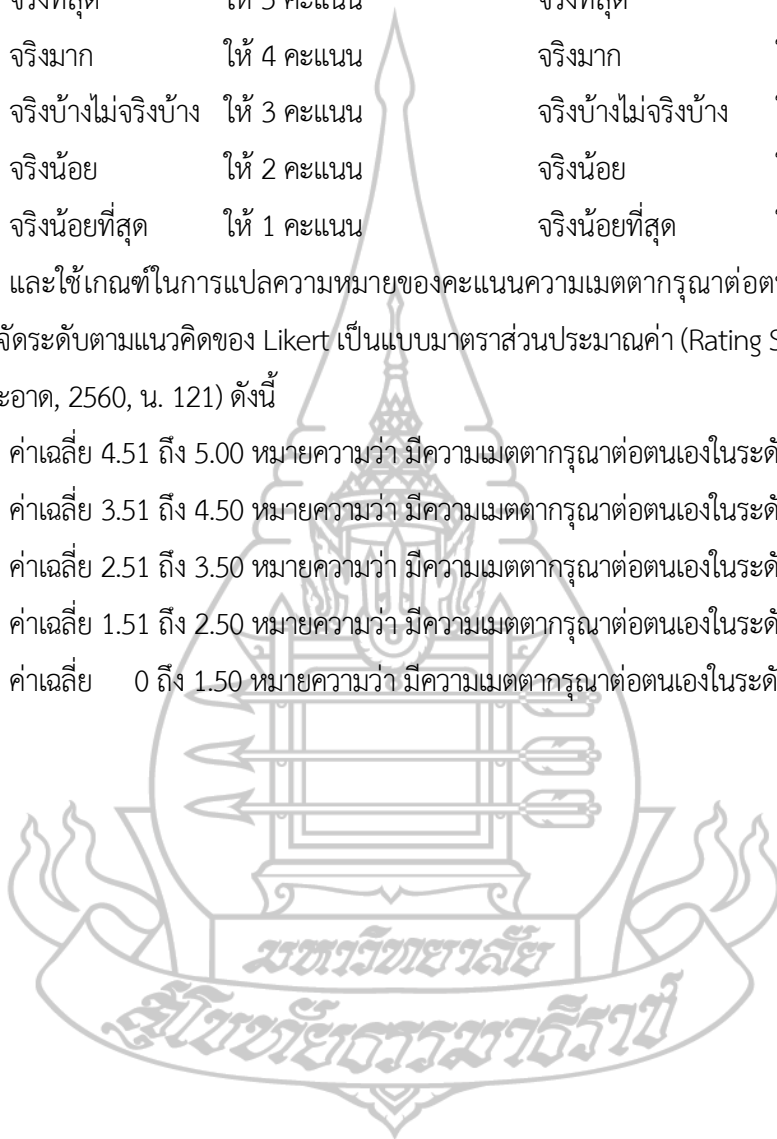 จริงที่สุด ให้ 5 คะแนน จริงที่สุด
จริงมาก ให้ 4 คะแนน จริงมาก
จริงบ้างไม่จริงบ้าง ให้ 3 คะแนน จริงบ้างไม่จริงบ้าง
จริงน้อย ให้ 2 คะแนน จริงน้อย
จริงน้อยที่สุด ให้ 1 คะแนน จริงน้อยที่สุด
และใช้เกณฑ์ในการแปลความหมายของคะแนนความเมตตากรุณาต่อ
จัดระดับตามแนวคิดของ Likert เป็นแบบมาตราส่วนประมาณค่า (Rating
ะอาด, 2560, น. 121) ดังนี้
ค่าเฉลี่ย 4.51 ถึง 5.00 หมายความว่า มีความเมตตากรุณาต่อตนเองในระดั
ค่าเฉลี่ย 3.51 ถึง 4.50 หมายความว่า มีความเมตตากรุณาต่อตนเองในระดั
ค่าเฉลี่ย 2.51 ถึง 3.50 หมายความว่า มีความเมตตากรุณาต่อตนเองในระดั
ค่าเฉลี่ย 1.51 ถึง 2.50 หมายความว่า มีความเมตตากรุณาต่อตนเองในระดั
ค่าเฉลี่ย 0 ถึง 1.50 หมายความว่า มีความเมตตากรุณาต่อตนเองในระดั
มหาวิทยาลัย
สุโขทัยธรรมาธิราช